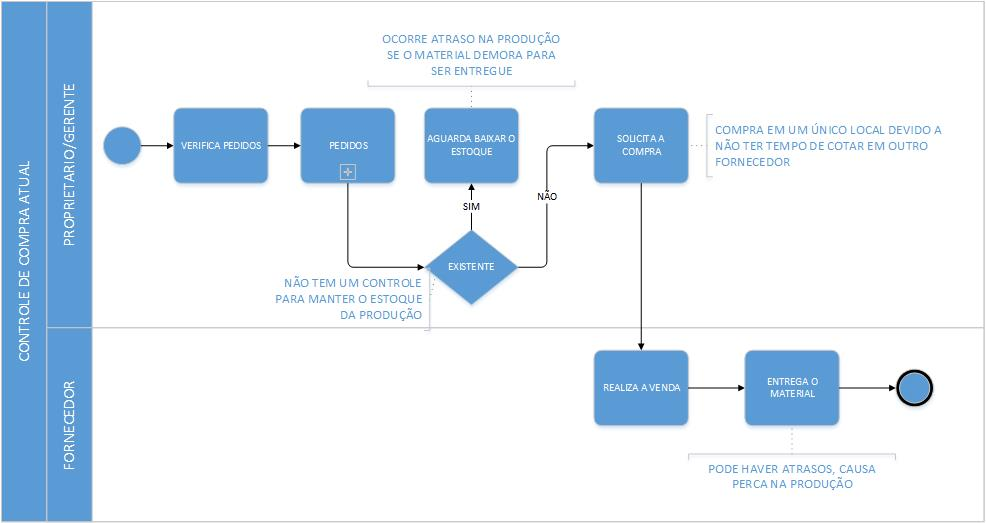 CONTROLE DE COMPRA ATUAL
PROPRIETARIO/GERENTE
OCORRE ATRASO NA PRODUÇÃO
SE O MATERIAL DEMORA PARA
SER ENTREGUE
VERIFICA PEDIDOS
PEDIDOS
AGUARDA BAIXAR O
ESTOQUE
SOLICITA A
COMPRA
COMPRA EM UM ÚNICO LOCAL DEVIDO A
NÃO TER TEMPO DE COTAR EM OUTRO
FORNECEDOR
SIM
NÃO
EXISTENTE
NÃO TEM UM CONTROLE
PARA MANTER O ESTOQUE
DA PRODUÇÃO
FORNECEDOR
REALIZA A VENDA
ENTREGA O
MATERIAL
PODE HAVER ATRASOS, CAUSA
PERCA NA PRODUÇÃO